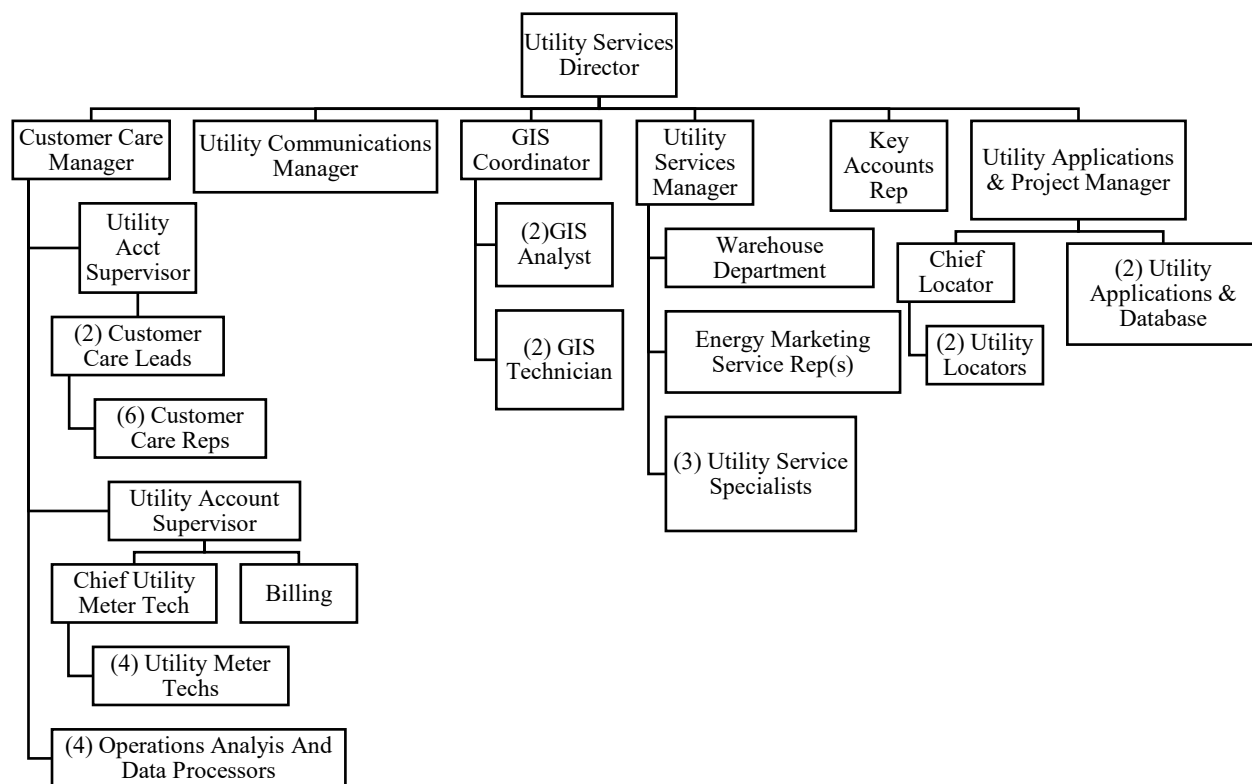 Utility Services
Director
Customer Care
Manager
Utility Communications
Manager
GIS
Coordinator
Utility
Services
Manager
Key
Accounts
Rep
Utility Applications
& Project Manager
Utility
Acct
Supervisor
(2) Customer
Care Leads
(6) Customer
Care Reps
Utility Account
Supervisor
Chief Utility
Meter Tech
Billing
(4) Utility Meter
Techs
(4) Operations Analyis And
Data Processors
(2)GIS
Analyst
(2) GIS
Technician
Warehouse
Department
Energy Marketing
Service Rep(s)
(3) Utility Service
Specialists
Chief
Locator
(2) Utility
Locators
(2) Utility
Applications &
Database